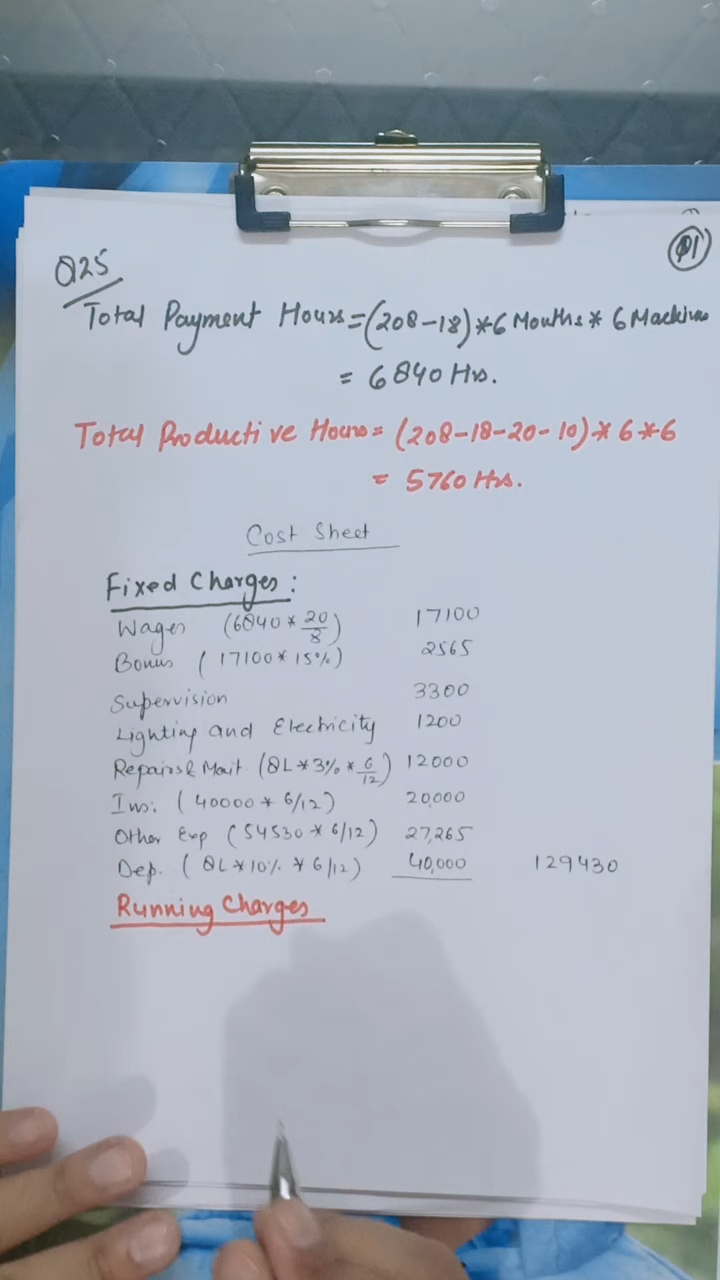 Q25
P1
Total Payment Hours = (208-18)*6 Months * 6 Machines
= 6840 Hrs.
Total Productive Hours = (208-18-20-10)*6*6
= 5760 Hrs.
Cost Sheet
Fixed Charges:
Wages (6840 * 20/8) 17100
Bonus (17100*15%) 2565
Supervision 3300
Lighting and Electricity 1200
Repairs & Mait. (8L*3%*6/12) 12000
Ins: (40000*6/12) 20,000
Other Exp (54530*6/12) 27,265
Dep. (8L*10% *6/12) 40,000 129430
Running Charges